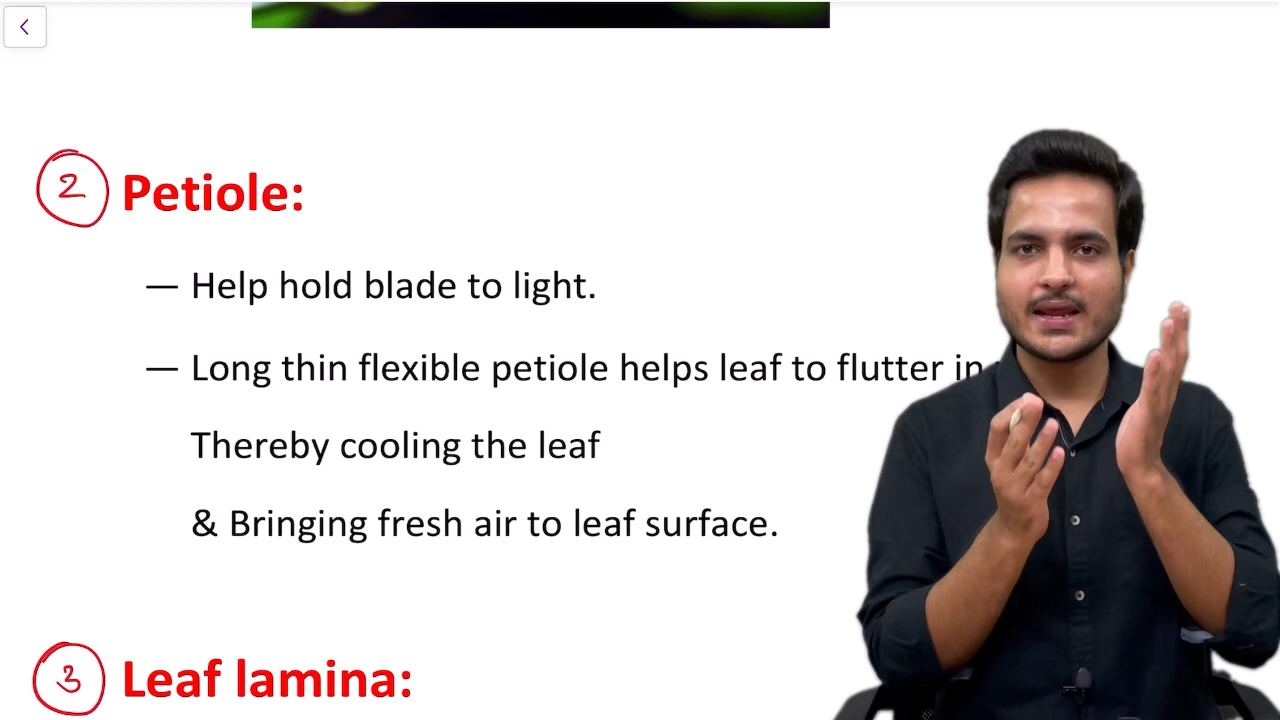 2 Petiole:
— Help hold blade to light.
— Long thin flexible petiole helps leaf to flutter in
Thereby cooling the leaf
& Bringing fresh air to leaf surface.
3 Leaf lamina: